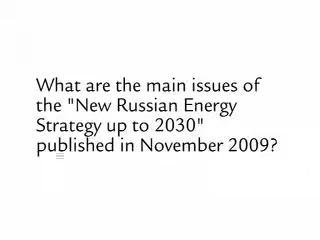 What are the main issues of
the "New Russian Energy
Strategy up to 2030"
published in November 2009?